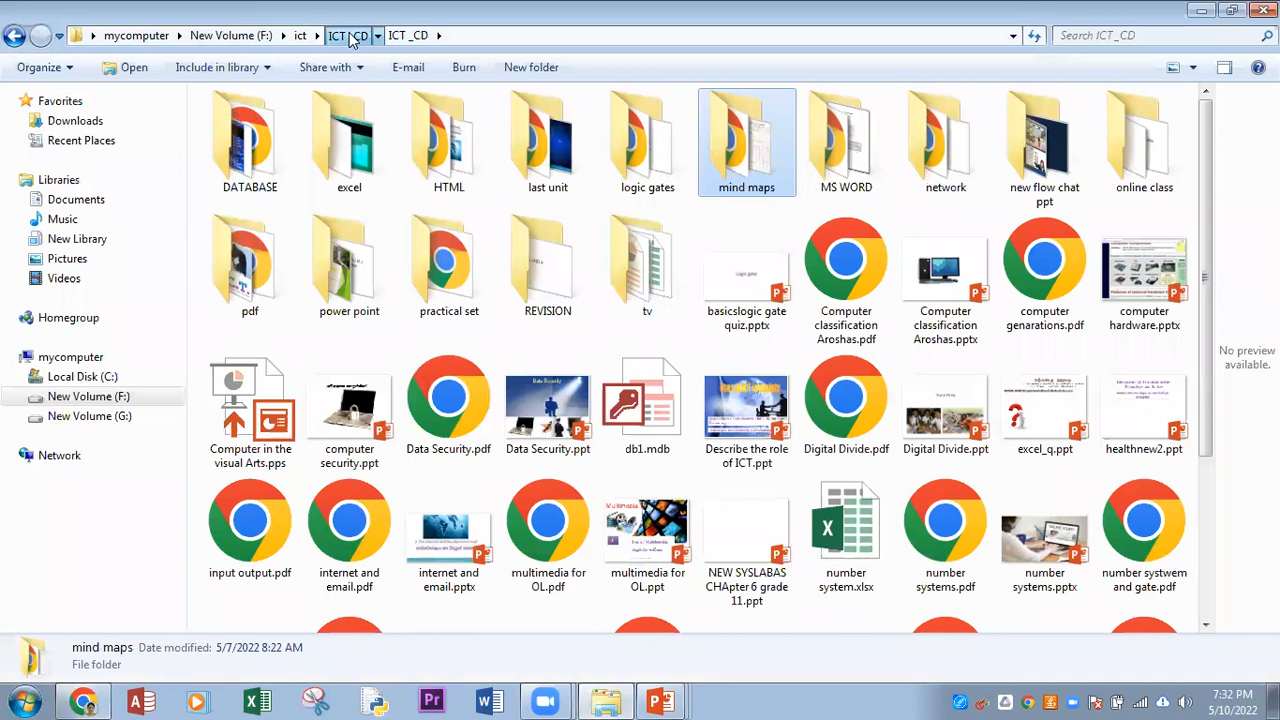 mycomputer New Volume (F:) ict ICT_CD ICT _CD Search ICT_CD
Organize Open Include in library Share with E-mail Burn New folder
Favorites
Downloads
Recent Places
Libraries
Documents
Music
New Library
Pictures
Videos
Homegroup
mycomputer
Local Disk (C:)
New Volume (F:)
New Volume (G:)
Network
DATABASE excel HTML last unit logic gates mind maps MS WORD network new flow chat online class
ppt
pdf power point practical set REVISION tv basicslogic gate Computer Computer computer computer
quiz.pptx classification classification genarations.pdf hardware.pptx
Aroshas.pdf Aroshas.pptx
Computer in the computer Data Security.pdf Data Security.ppt db1.mdb Describe the role Digital Divide.pdf Digital Divide.ppt excel_q.ppt healthnew2.ppt
visual Arts.pps security.ppt of ICT.ppt
input output.pdf internet and internet and multimedia for multimedia for NEW SYSLABAS number number number number systwem
email.pdf email.pptx OL.pdf OL.ppt CHApter 6 grade system.xlsx systems.pdf systems.pptx and gate.pdf
11.ppt
No preview
available.
mind maps Date modified: 5/7/2022 8:22 AM
File folder
7:32 PM
5/10/2022